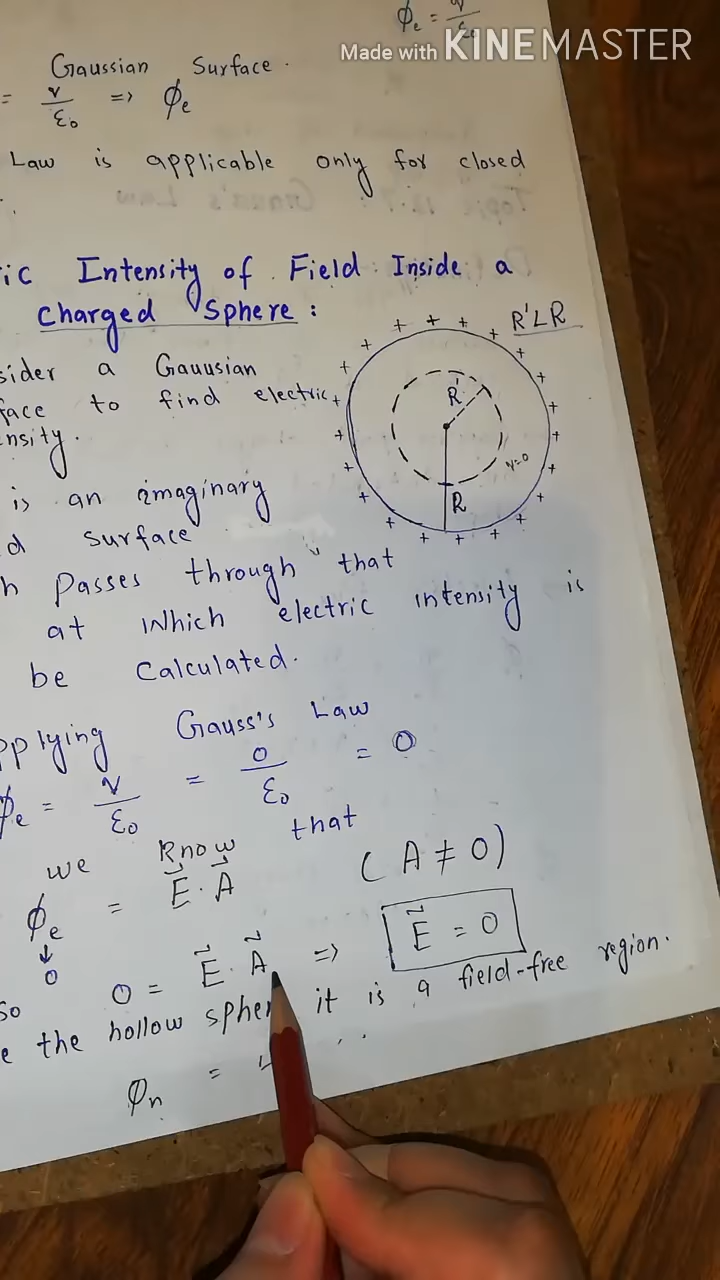 ϕe = q/ε0
Made with KINEMASTER
Gaussian Surface.
= q/ε0 => ϕe
Law is applicable only for closed
ic Intensity of Field Inside a
Charged Sphere:
R'∠R
sider a Gauusian
face to find electric
nsity.
R'
q=0
R
is an imaginary
d surface
h passes through that
at which electric intensity is
be calculated.
pplying Gauss's Law
ϕe = q/ε0 = 0/ε0 = 0
we Know that
ϕe = E⃗ . A⃗ (A ≠ 0)
↓
0
so 0 = E⃗ . A⃗ => E⃗ = 0
e the hollow spher it is a field-free region.
ϕn =